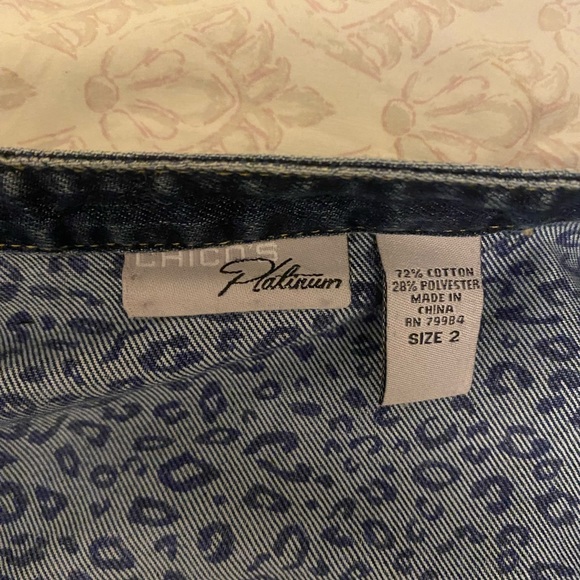 CHICO'S
Platinum
72% COTTON
28% POLYESTER
MADE IN
CHINA
RN 79984
SIZE 2